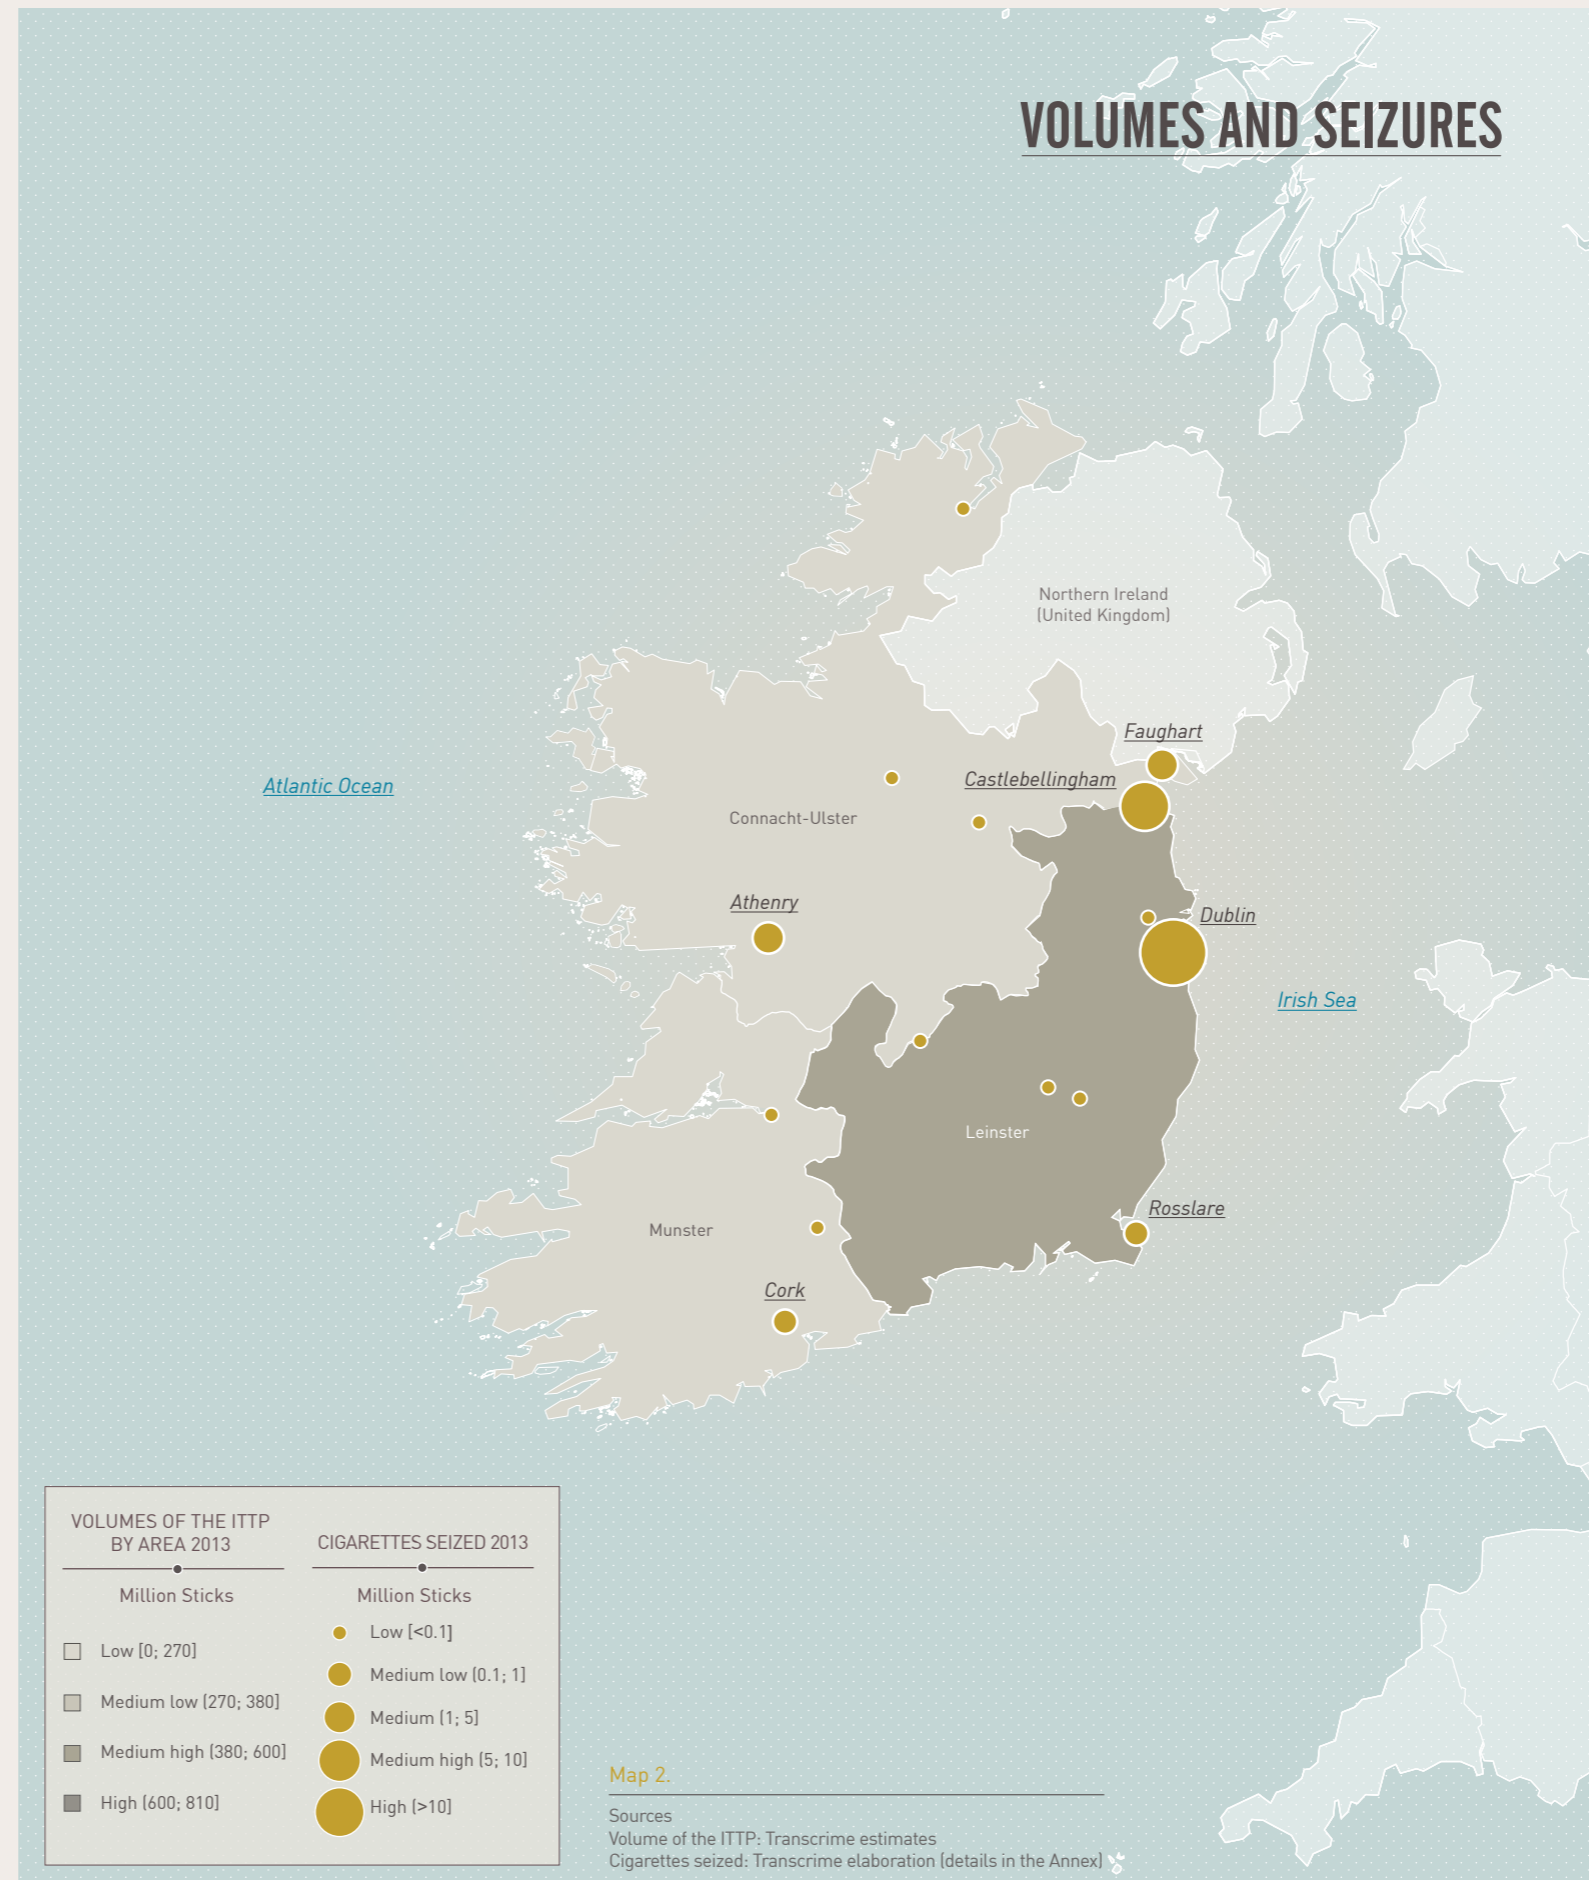 VOLUMES AND SEIZURES
Northern Ireland
(United Kingdom)
Faughart
Castlebellingham
Atlantic Ocean
Connacht-Ulster
Athenry
Dublin
Irish Sea
Leinster
Rosslare
Munster
Cork
VOLUMES OF THE ITTP
BY AREA 2013
Million Sticks
Low [0; 270]
Medium low (270; 380]
Medium high (380; 600]
High (600; 810]
CIGARETTES SEIZED 2013
Million Sticks
Low [<0.1]
Medium low (0.1; 1]
Medium (1; 5]
Medium high (5; 10]
High (>10]
Map 2.
Sources
Volume of the ITTP: Transcrime estimates
Cigarettes seized: Transcrime elaboration (details in the Annex)